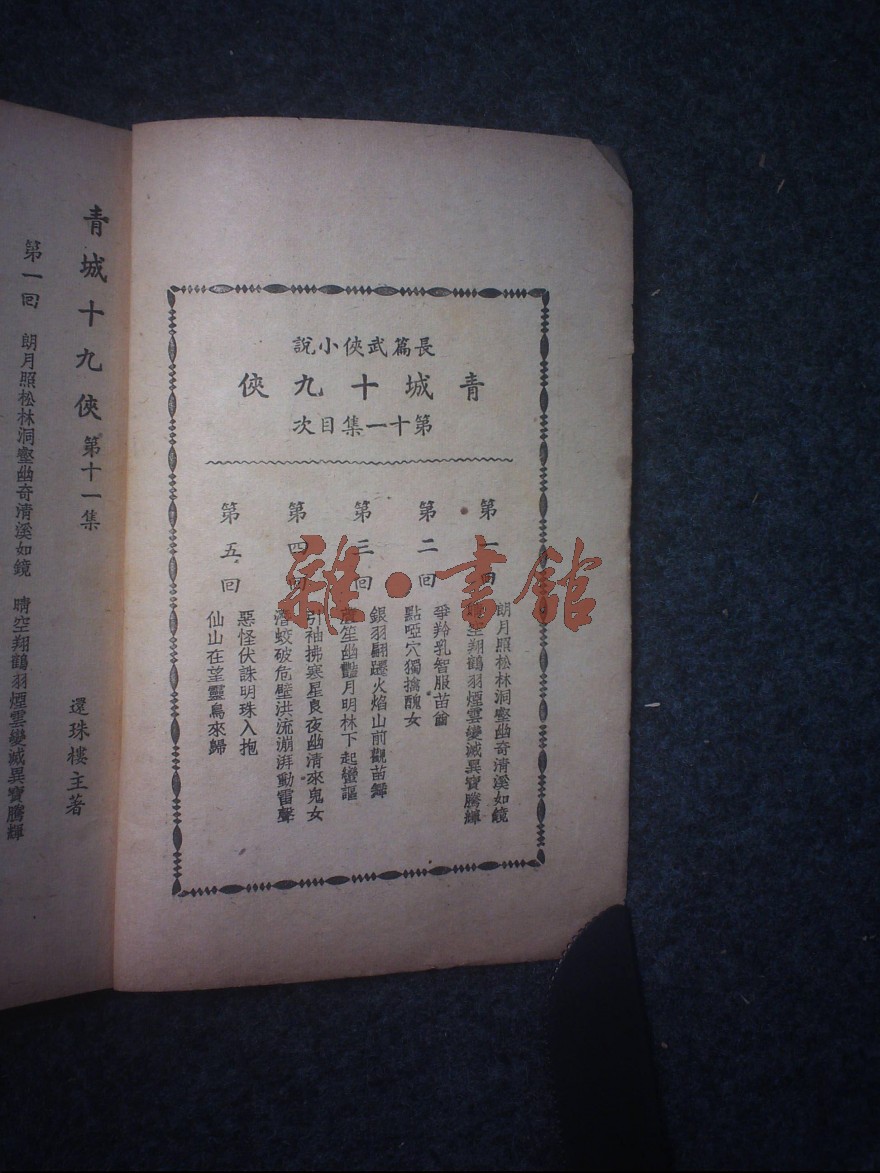 長篇武俠小說
青城十九俠
第十一集目次
第一回
朗月照松林洞壑幽奇清溪如鏡
晴空翔鶴羽煙雲變滅異寶騰輝
第二回
爭羚乳智服苗酋
點啞穴獨擒醜女
第三回
銀羽翩躚火焰山前觀苗舞
蘆笙幽艷月明林下起蠻謳
第四回
引袖拂寒星良夜幽清來鬼女
潛蛟破危壁洪流崩湃動雷聲
第五回
惡怪伏誅明珠入抱
仙山在望靈鳥來歸
雜·書館
青城十九俠 第十一集
還珠樓主著
第一回 朗月照松林洞壑幽奇清溪如鏡 晴空翔鶴羽煙雲變滅異寶騰輝